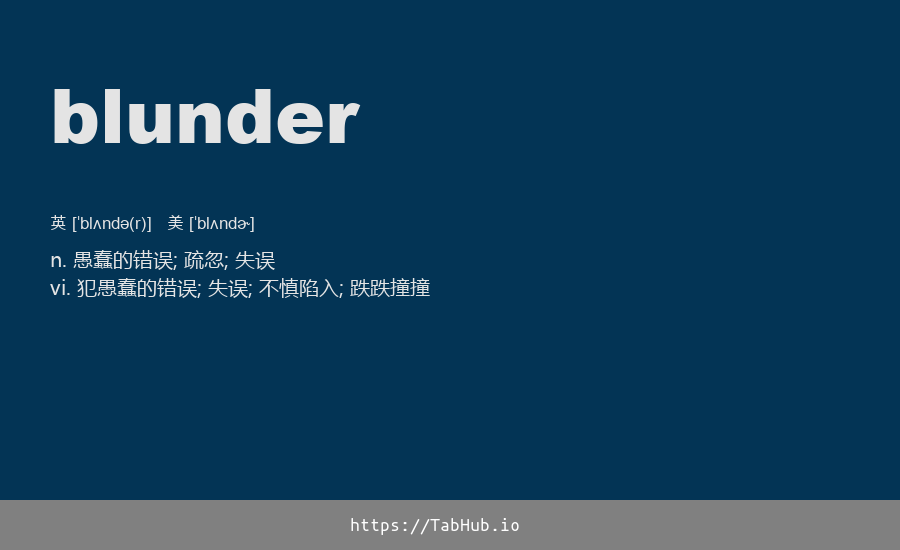 blunder
英 [ˈblʌndə(r)] 美 [ˈblʌndɚ]
n. 愚蠢的错误; 疏忽; 失误
vi. 犯愚蠢的错误; 失误; 不慎陷入; 跌跌撞撞
https://TabHub.io